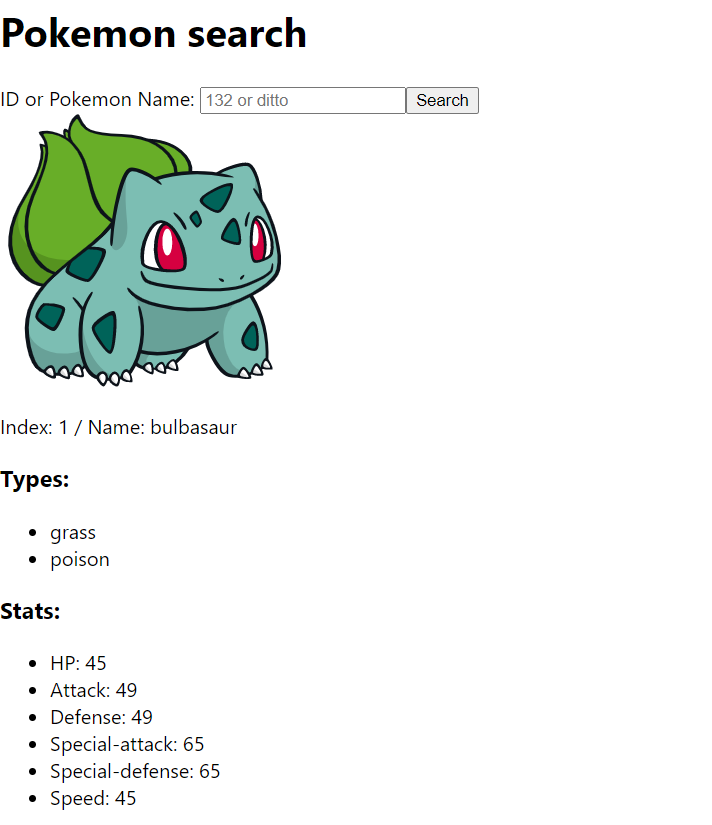 Pokemon search
ID or Pokemon Name: 132 or ditto Search
Index: 1 / Name: bulbasaur
Types:
grass
poison
Stats:
HP: 45
Attack: 49
Defense: 49
Special-attack: 65
Special-defense: 65
Speed: 45